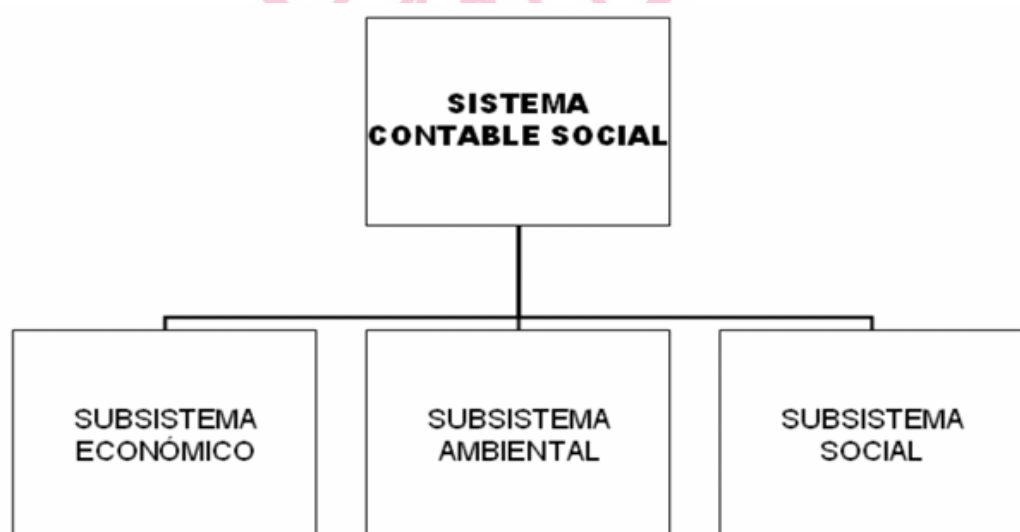 SISTEMA
CONTABLE SOCIAL
SUBSISTEMA
ECONÓMICO
SUBSISTEMA
AMBIENTAL
SUBSISTEMA
SOCIAL